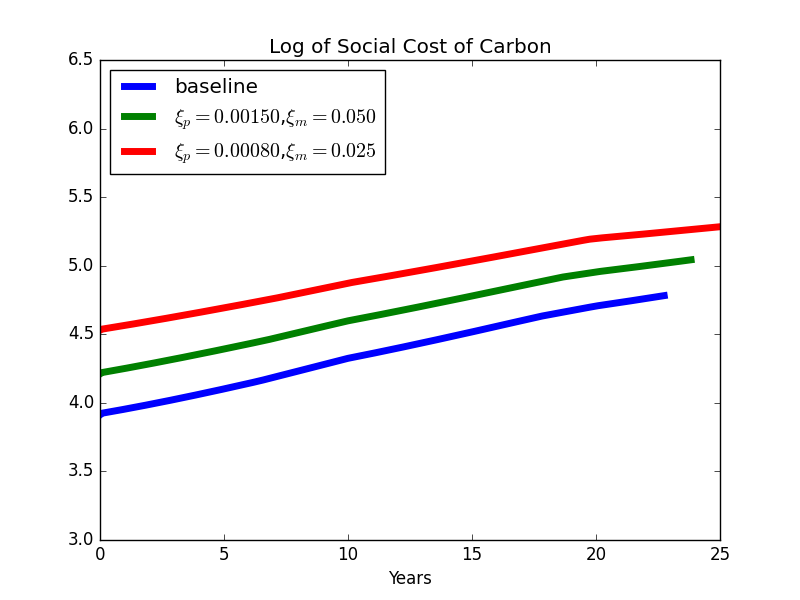 Log of Social Cost of Carbon
6.5
6.0
5.5
5.0
4.5
4.0
3.5
3.0
baseline
ξₚ = 0.00150,ξₘ = 0.050
ξₚ = 0.00080,ξₘ = 0.025
0 5 10 15 20 25
Years